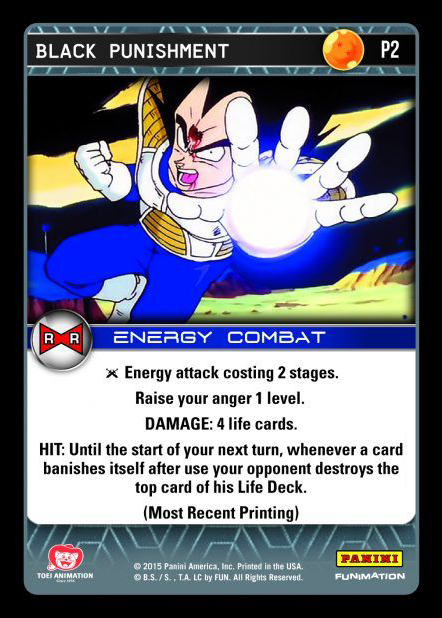 BLACK PUNISHMENT P2
R R
ENERGY COMBAT
Energy attack costing 2 stages.
Raise your anger 1 level.
DAMAGE: 4 life cards.
HIT: Until the start of your next turn, whenever a card
banishes itself after use your opponent destroys the
top card of his Life Deck.
(Most Recent Printing)
TOEI ANIMATION
© 2015 Panini America, Inc. Printed in the USA.
© B.S./ S., T.A. LC by FUN. All Rights Reserved.
PANINI
FUNIMATION